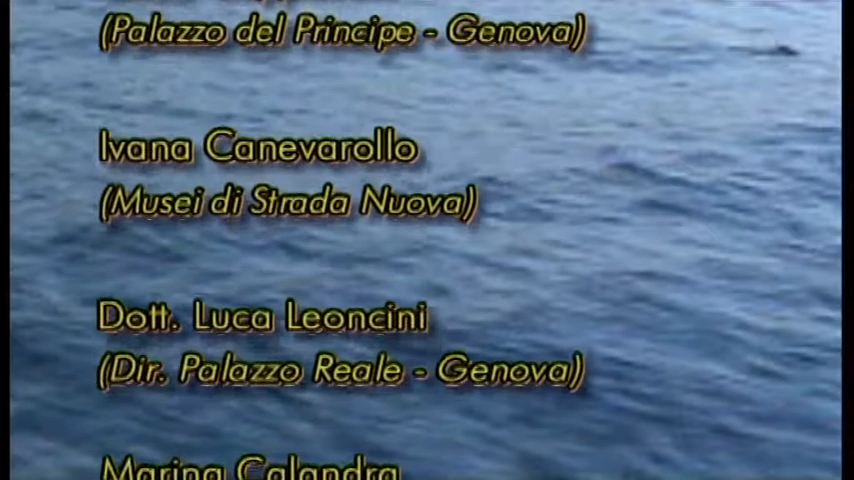 (Palazzo del Principe - Genova)
Ivana Canevarollo
(Musei di Strada Nuova)
Dott. Luca Leoncini
(Dir. Palazzo Reale - Genova)
Marina Calandra